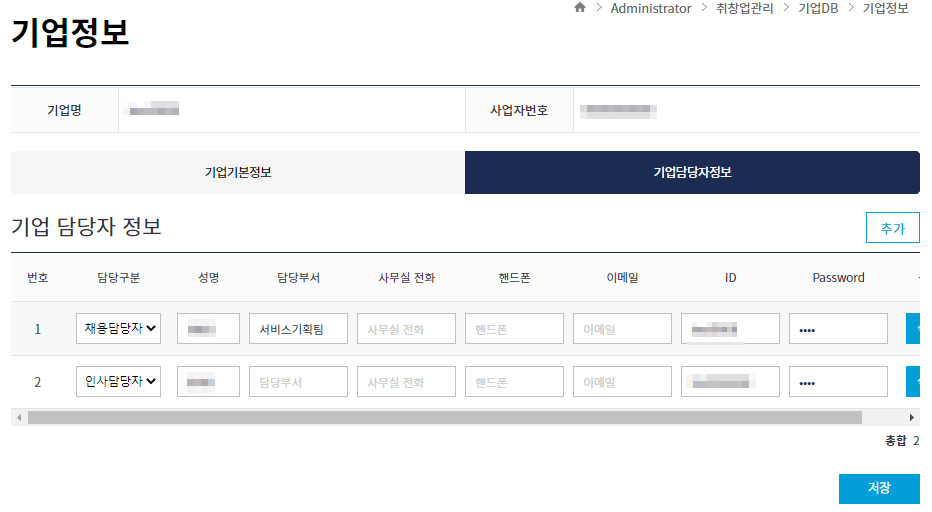 Administrator > 취창업관리 > 기업DB > 기업정보
기업정보
기업명 사업자번호
기업기본정보 기업담당자정보
기업 담당자 정보 추가
번호 담당구분 성명 담당부서 사무실 전화 핸드폰 이메일 ID Password
1 채용담당자 서비스기획팀 사무실 전화 핸드폰 이메일 ••••
2 인사담당자 담당부서 사무실 전화 핸드폰 이메일 ••••
총합 2
저장